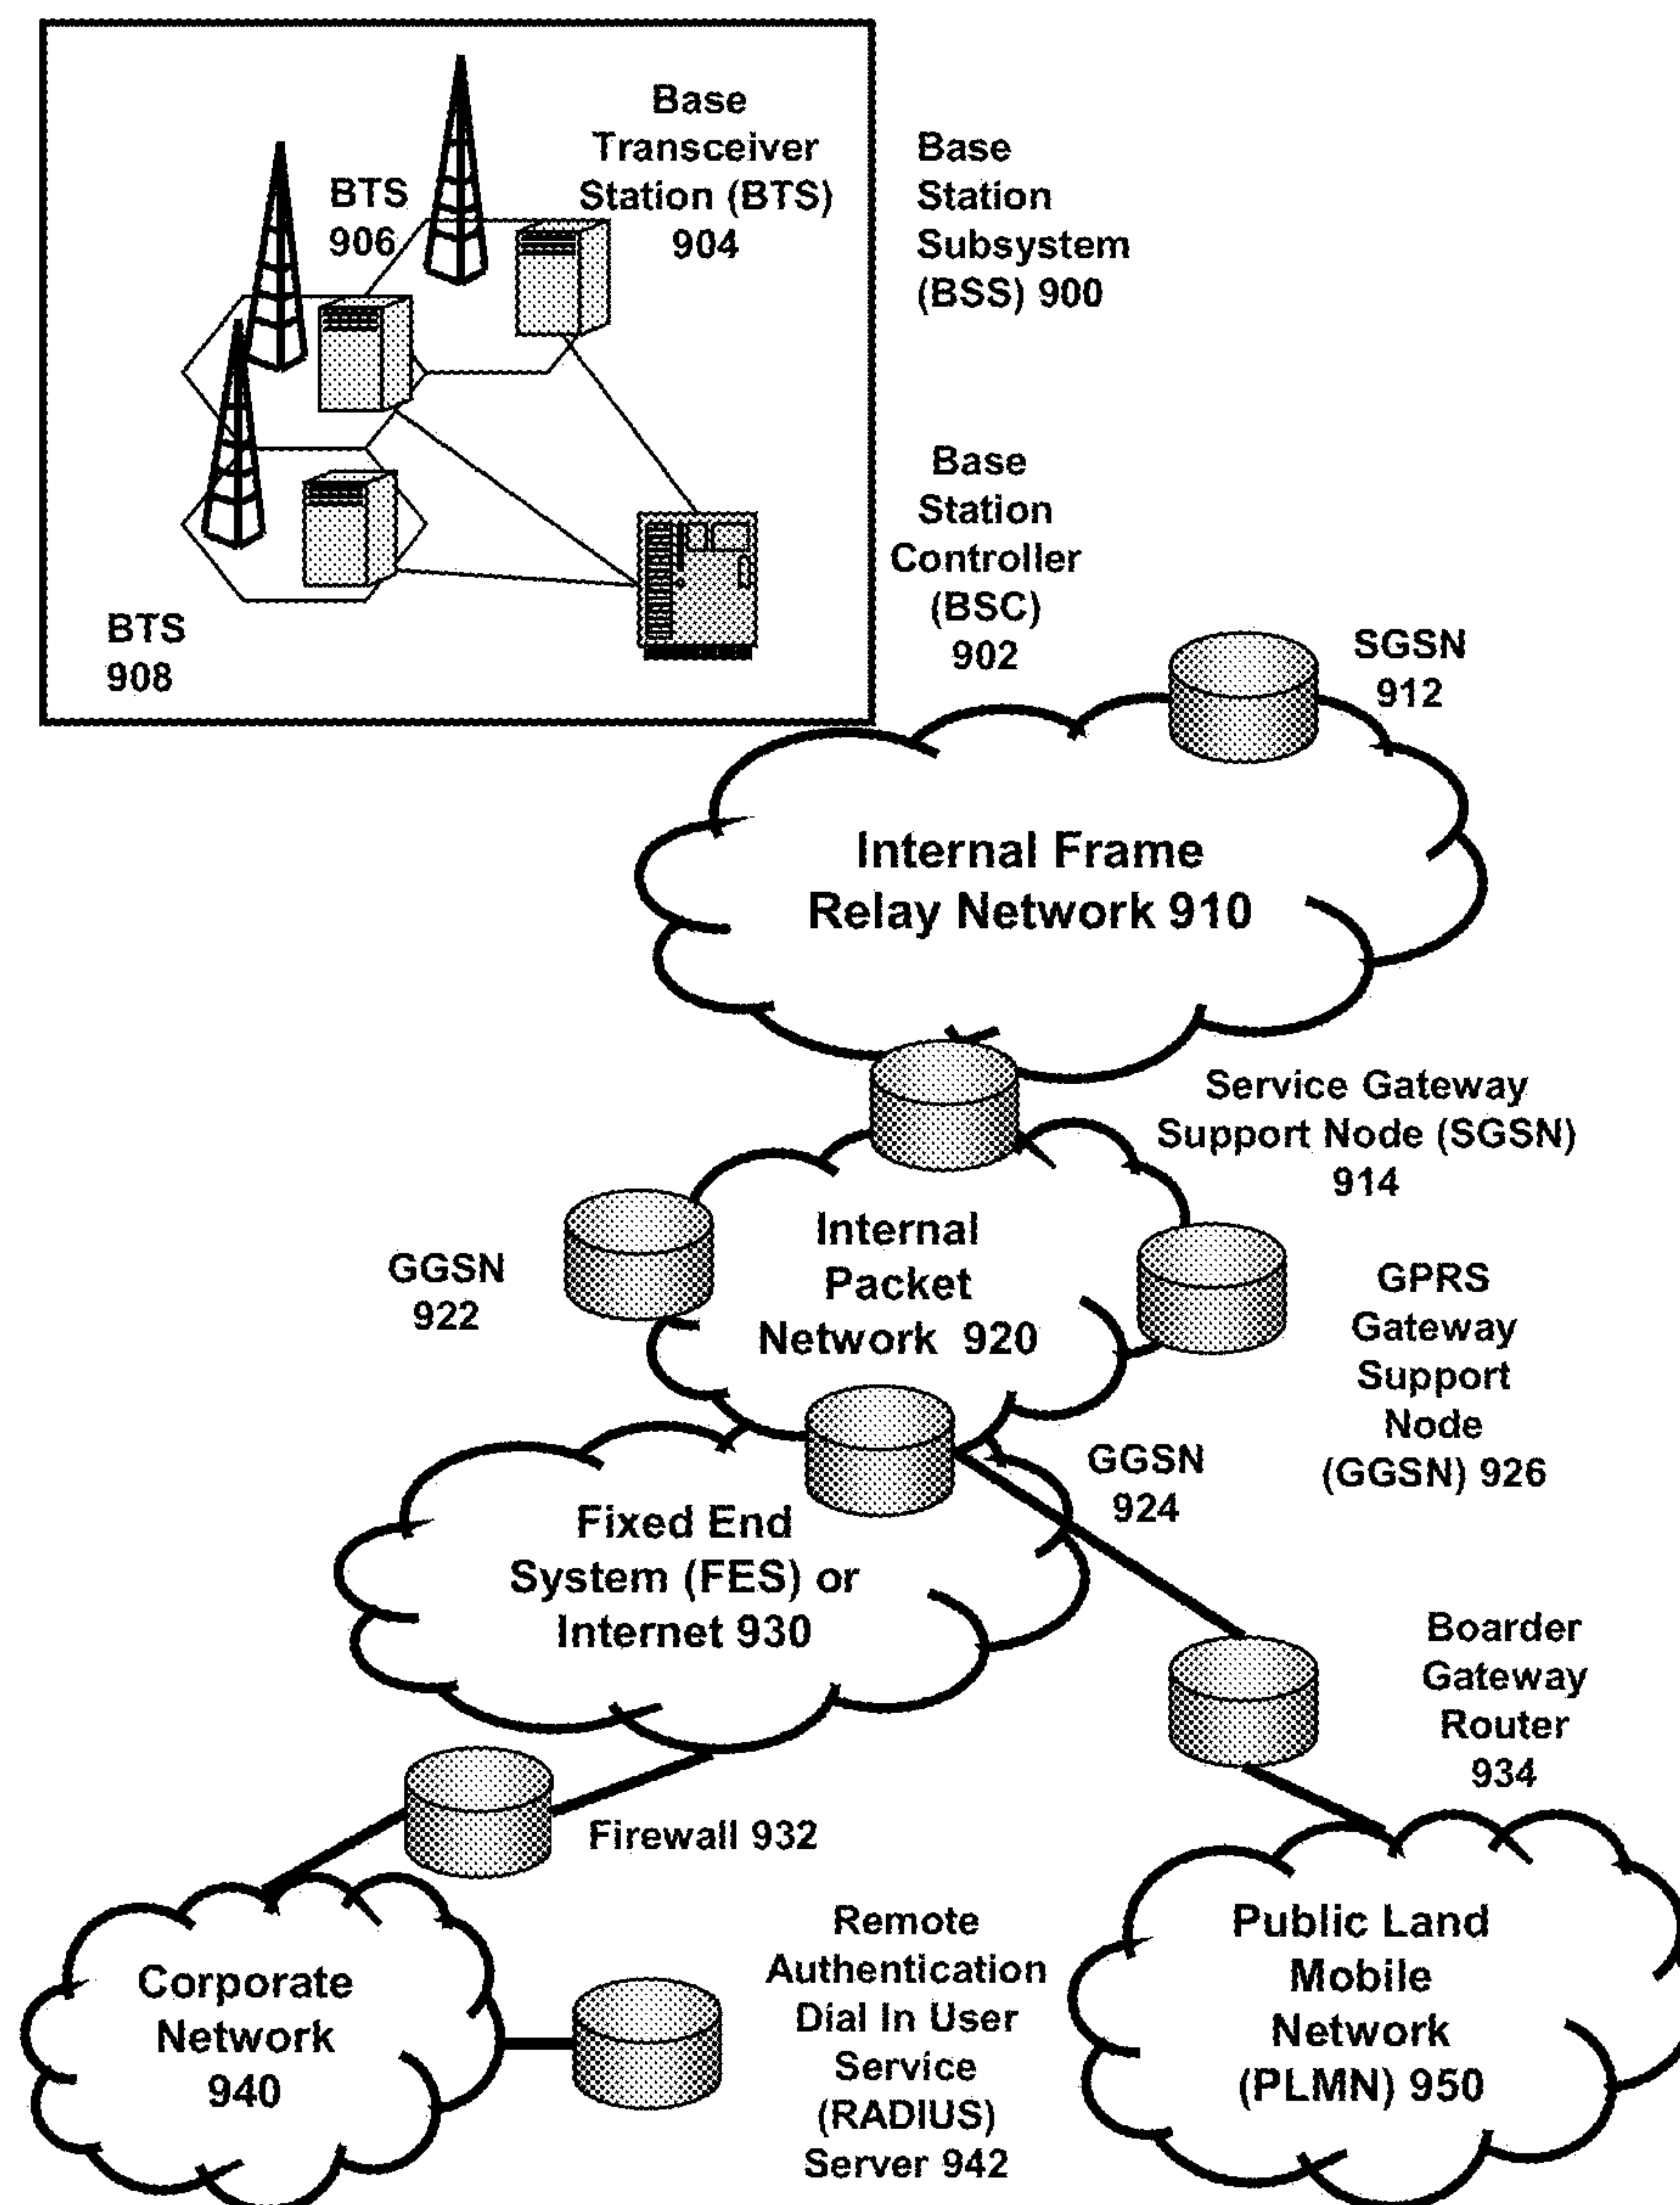 Base
Transceiver
Station (BTS)
904
BTS
906
BTS
908
Base
Station
Subsystem
(BSS) 900
Base
Station
Controller
(BSC)
902
SGSN
912
Internal Frame
Relay Network 910
Service Gateway
Support Node (SGSN)
914
Internal
Packet
Network 920
GGSN
922
GPRS
Gateway
Support
Node
(GGSN) 926
GGSN
924
Fixed End
System (FES) or
Internet 930
Boarder
Gateway
Router
934
Firewall 932
Corporate
Network
940
Remote
Authentication
Dial In User
Service
(RADIUS)
Server 942
Public Land
Mobile
Network
(PLMN) 950